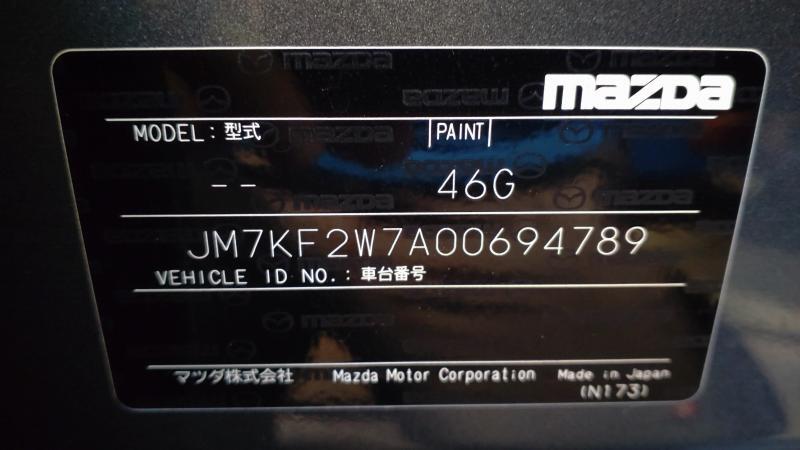 mazda
MODEL: 型式 PAINT
-- 46G
JM7KF2W7A00694789
VEHICLE ID NO.: 車台番号
マツダ株式会社 Mazda Motor Corporation Made in Japan
(N173)